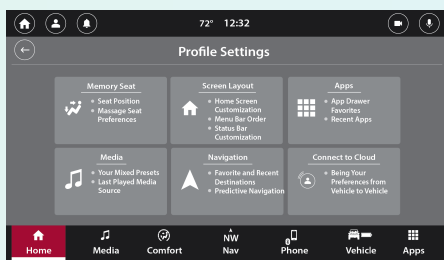 72° 12:32
Profile Settings
Memory Seat
Seat Position
Massage Seat
Preferences
Screen Layout
Home Screen
Customization
Menu Bar Order
Status Bar
Customization
Apps
App Drawer
Favorites
Recent Apps
Media
Your Mixed Presets
Last Played Media
Source
Navigation
Favorite and Recent
Destinations
Predictive Navigation
Connect to Cloud
Being Your
Preferences from
Vehicle to Vehicle
NW
0
Home Media Comfort Nav Phone Vehicle Apps